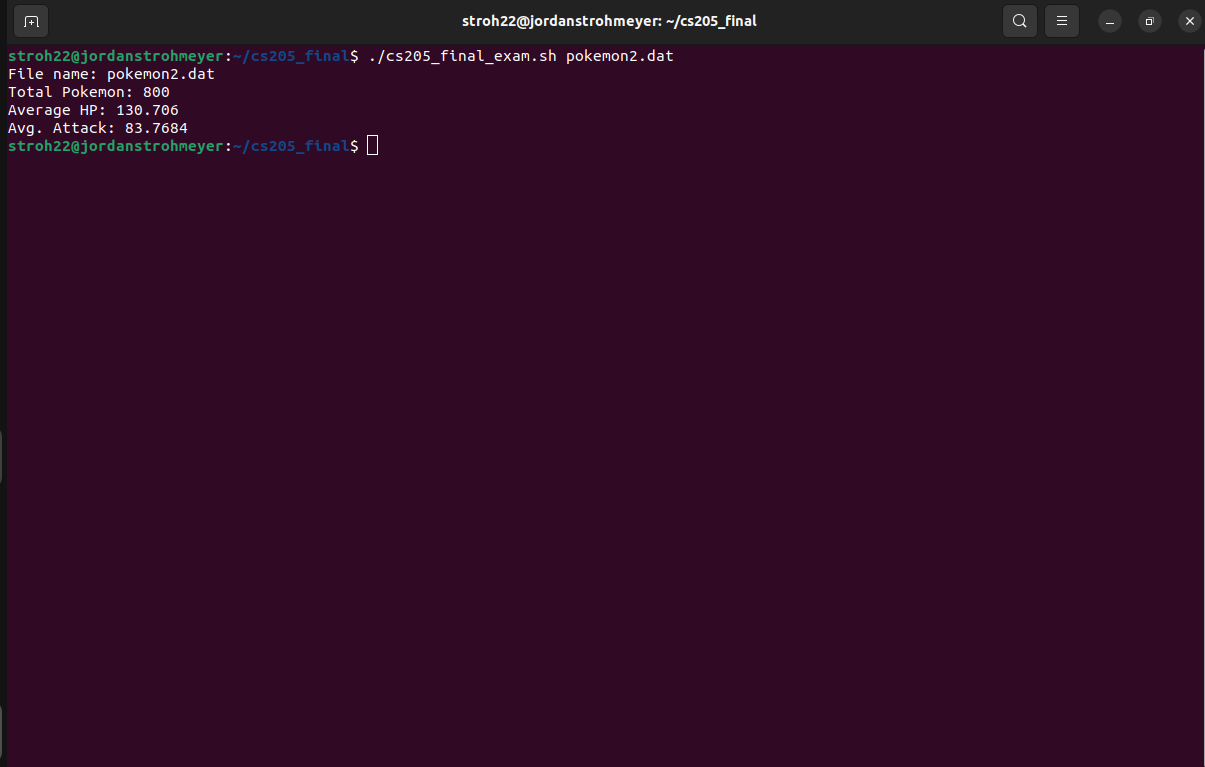 stroh22@jordanstrohmeyer: ~/cs205_final
stroh22@jordanstrohmeyer:~/cs205_final$ ./cs205_final_exam.sh pokemon2.dat
File name: pokemon2.dat
Total Pokemon: 800
Average HP: 130.706
Avg. Attack: 83.7684
stroh22@jordanstrohmeyer:~/cs205_final$